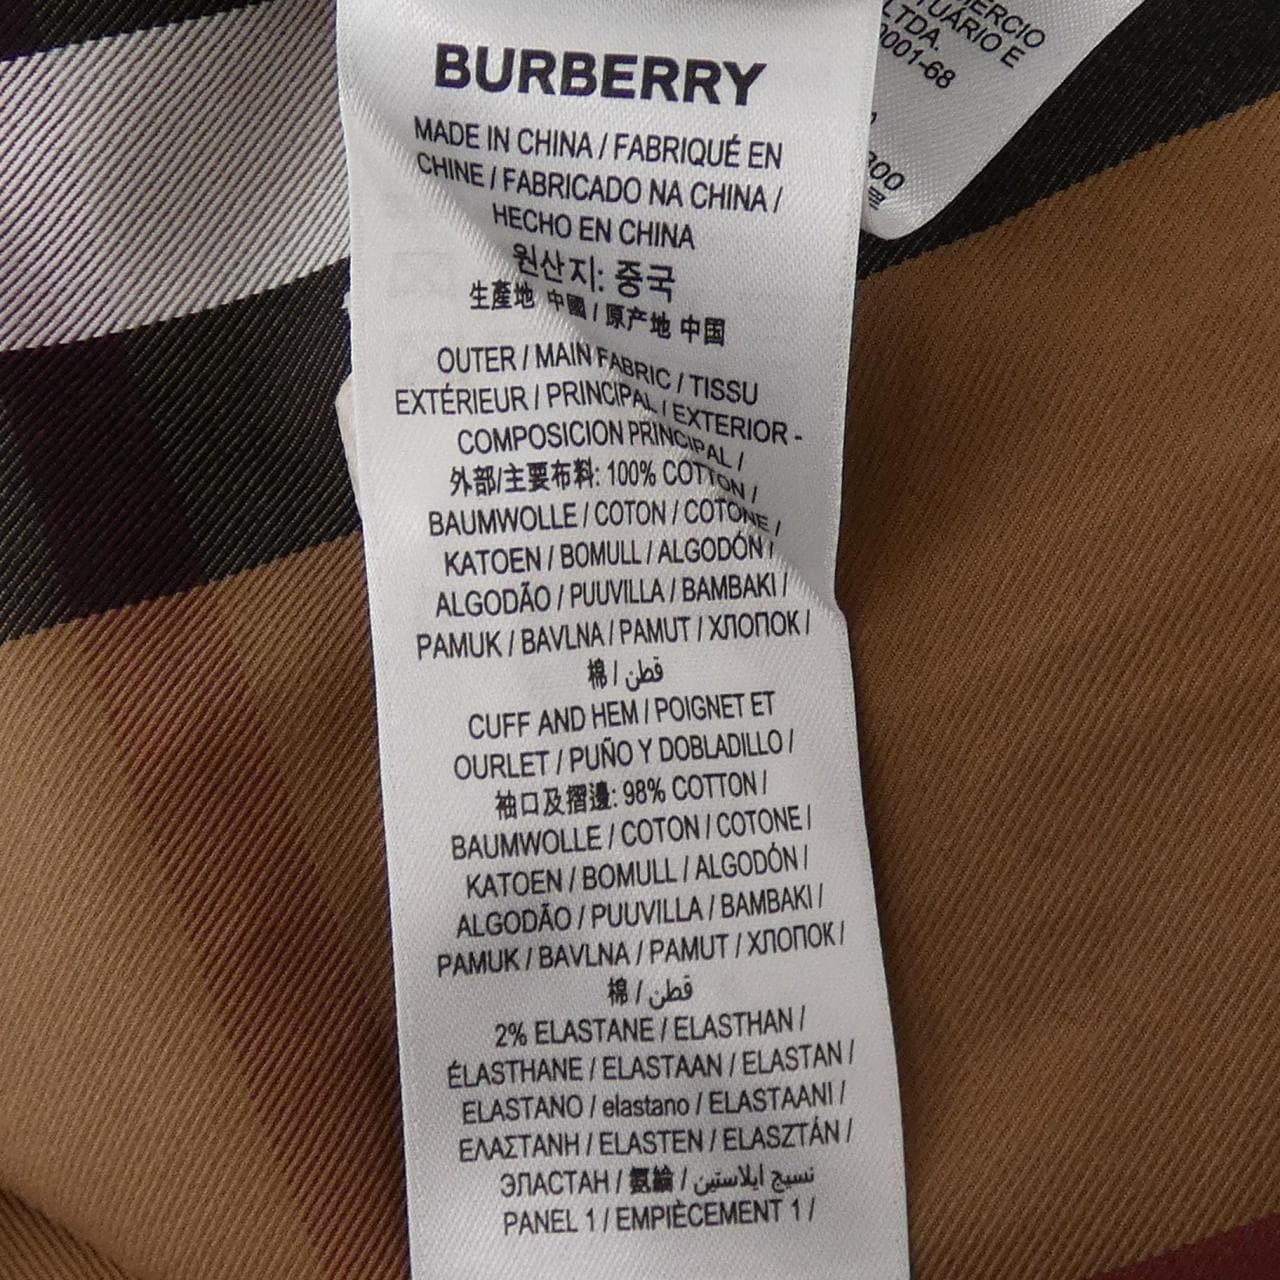 BURBERRY
MADE IN CHINA / FABRIQUÉ EN
CHINE / FABRICADO NA CHINA /
HECHO EN CHINA
원산지: 중국
生產地 中國 / 原产地 中国
OUTER / MAIN FABRIC / TISSU
EXTÉRIEUR / PRINCIPAL / EXTERIOR -
COMPOSICION PRINCIPAL /
外部/主要布料: 100% COTTON /
BAUMWOLLE / COTON / COTONE /
KATOEN / BOMULL / ALGODÓN /
ALGODÃO / PUUVILLA / BAMBAKI /
PAMUK / BAVLNA / PAMUT / ХЛОПОК /
棉 / قطن
CUFF AND HEM / POIGNET ET
OURLET / PUÑO Y DOBLADILLO /
袖口及摺邊: 98% COTTON /
BAUMWOLLE / COTON / COTONE /
KATOEN / BOMULL / ALGODÓN /
ALGODÃO / PUUVILLA / BAMBAKI /
PAMUK / BAVLNA / PAMUT / ХЛОПОК /
棉 / قطن
2% ELASTANE / ELASTHAN /
ÉLASTHANE / ELASTAAN / ELASTAN /
ELASTANO / elastano / ELASTAANI /
ΕΛΑΣΤΑΝΗ / ELASTEN / ELASZTÁN /
ЭЛАСТАН / 氨綸 / نسيج ايلاستين
PANEL 1 / EMPIÈCEMENT 1 /
ERCIO
TUÁRIO E
LTDA.
0001-68